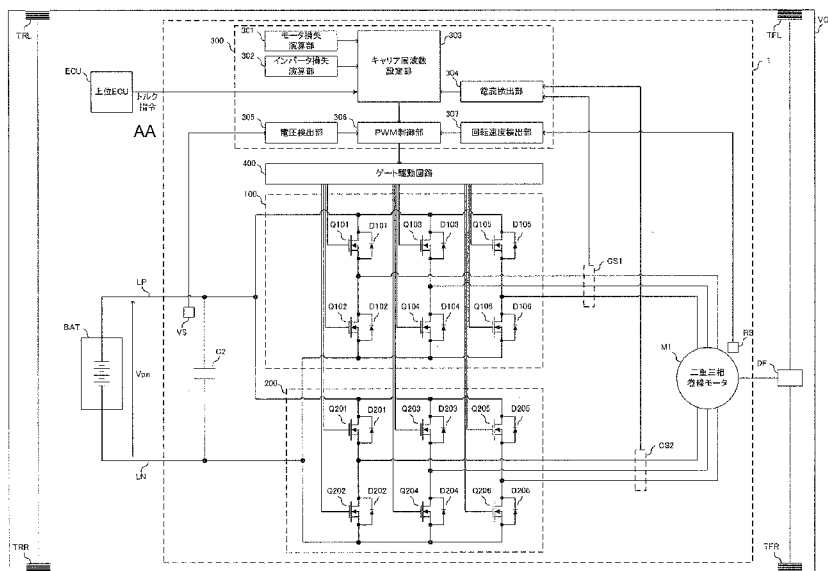 TRL
TFL
VC
1
300
301
モータ損失
演算部
302
インバータ損失
演算部
303
キャリア周波数
設定部
304
電流検出部
ECU
上位ECU
トルク
指令
AA
305
電圧検出部
306
PWM制御部
307
回転速度検出部
400
ゲート駆動回路
100
Q101
D101
Q103
D103
Q105
D105
Q102
D102
Q104
D104
Q106
D106
CS1
LP
VS
BAT
Vpn
C2
LN
RS
M1
二重三相
巻線モータ
DF
200
Q201
D201
Q203
D203
Q205
D205
CS2
Q202
D202
Q204
D204
Q206
D206
TRR
TFR